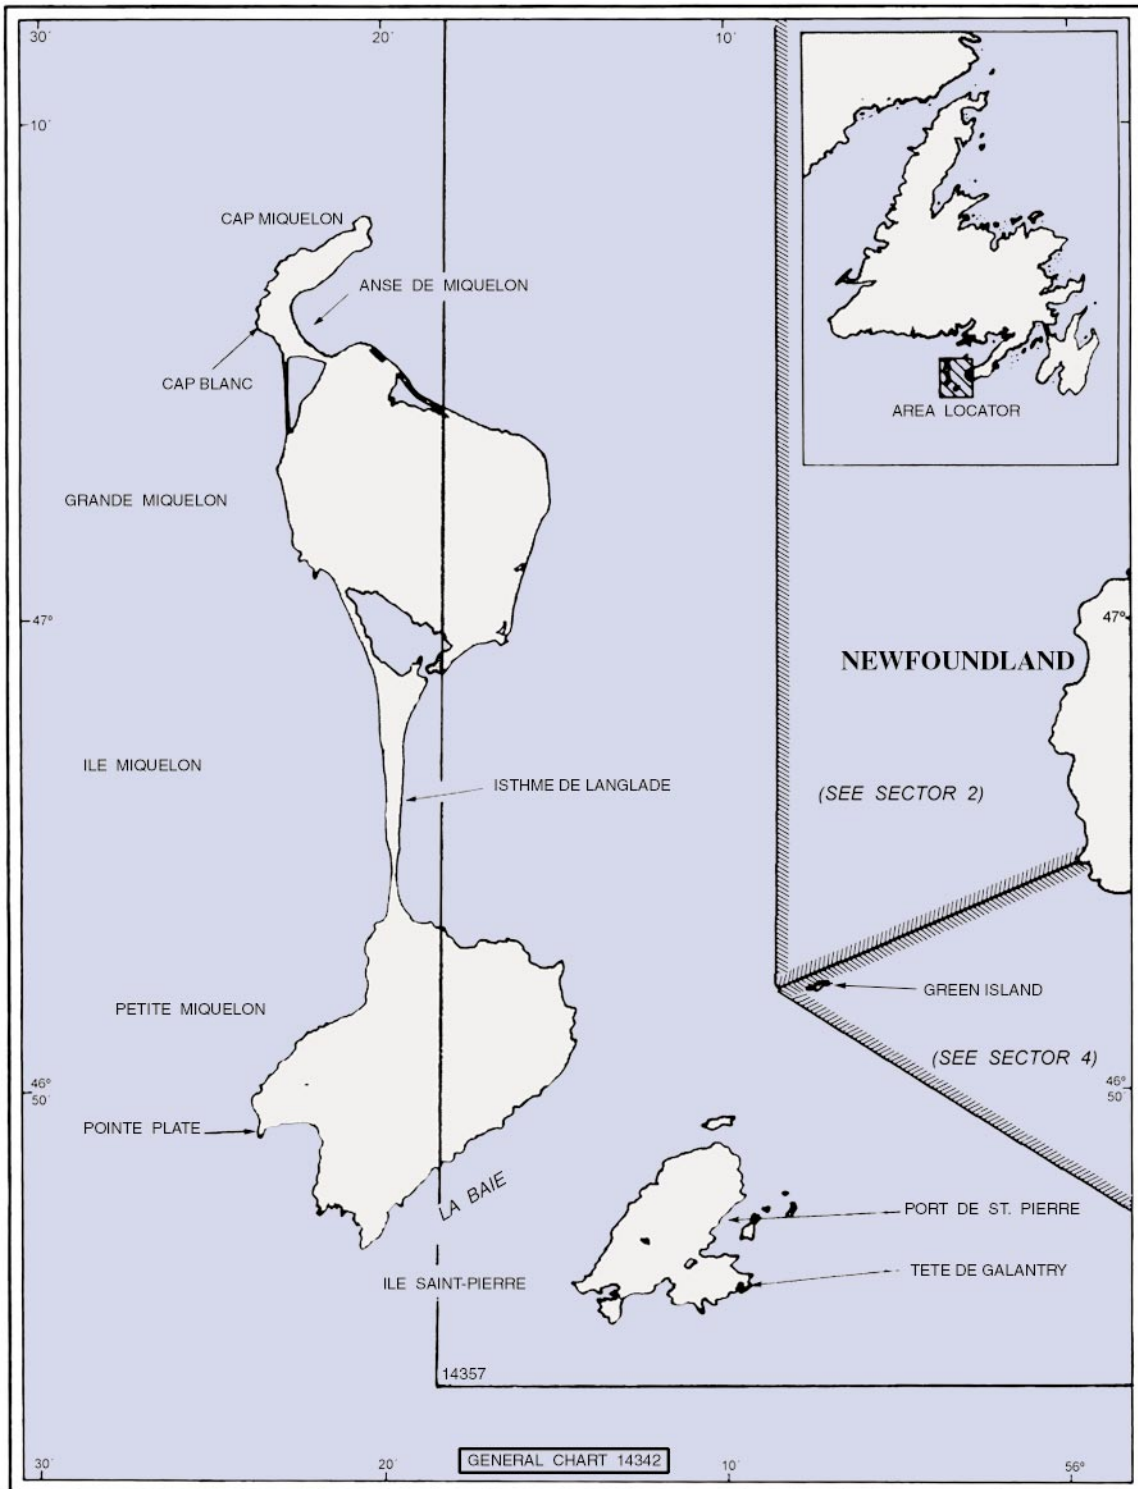 30′
20′
10′
10′
CAP MIQUELON
ANSE DE MIQUELON
CAP BLANC
AREA LOCATOR
GRANDE MIQUELON
47°
47°
NEWFOUNDLAND
ILE MIQUELON
ISTHME DE LANGLADE
(SEE SECTOR 2)
GREEN ISLAND
PETITE MIQUELON
(SEE SECTOR 4)
46°
50′
46°
50′
POINTE PLATE
LA BAIE
PORT DE ST. PIERRE
TETE DE GALANTRY
ILE SAINT-PIERRE
14357
GENERAL CHART 14342
30′
20′
10′
56°